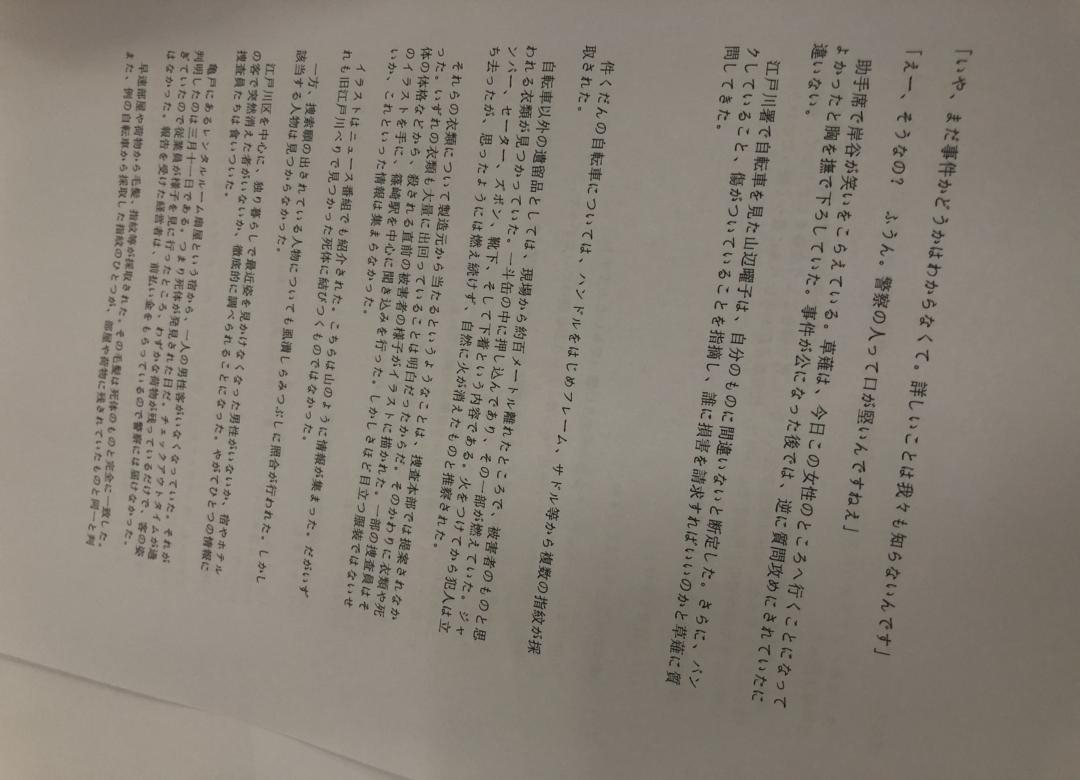 「いや、まだ事件かどうかはわからなくて。詳しいことは我々も知らないんです」
「えー、そうなの？　ふうん。警察の人って口が堅いんですねえ」
助手席で岸谷が笑いをこらえている。草薙は、今日この女性のところへ行くことになって
よかったと胸を撫で下ろしていた。事件が公になった後では、逆に質問攻めにされていたに
違いない。
江戸川署で自転車を見た山辺曜子は、自分のものに間違いないと断定した。さらに、パン
クしていること、傷がついていることを指摘し、誰に損害を請求すればいいのかと草薙に質
問してきた。
件くだんの自転車については、ハンドルをはじめフレーム、サドル等から複数の指紋が採
取された。
自転車以外の遺留品としては、現場から約百メートル離れたところで、被害者のものと思
われる衣類が見つかっていた。一斗缶の中に押し込んであり、その一部が燃えていた。ジャ
ンパー、セーター、ズボン、靴下、そして下着という内容である。火をつけてから犯人は立
ち去ったが、思ったようには燃え続けず、自然に火が消えたものと推察された。
それらの衣類について製造元から当たるというようなことは、捜査本部では提案されなか
った。いずれの衣類も大量に出回っていることは明白だったからだ。そのかわりに衣類や死
体の体格などから、殺される直前の被害者の様子がイラストに描かれた。一部の捜査員はそ
のイラストを手に、篠崎駅を中心に聞き込みを行った。しかしさほど目立つ服装ではないせ
いか、これといった情報は集まらなかった。
イラストはニュース番組でも紹介された。こちらは山のように情報が集まった。だがいず
れも旧江戸川べりで見つかった死体に結びつくものではなかった。
一方、捜索願の出されている人物についても虱潰しらみつぶしに照合が行われた。しかし
該当する人物は見つからなかった。
江戸川区を中心に、独り暮らしで最近姿を見かけなくなった男性がいないか、宿やホテル
の客で突然消えた者がいないか、徹底的に調べられることになった。やがてひとつの情報に
捜査員たちは食いついた。
亀戸にあるレンタルルーム扇屋という宿から、一人の男性客がいなくなっていた。それが
判明したのは三月十一日である。つまり死体が発見された日だ。チェックアウトタイムが過
ぎていたので従業員が様子を見に行ったところ、わずかな荷物が残っているだけで、客の姿
はなかった。報告を受けた経営者は、前払い金をもらっているので警察には届けなかった。
早速部屋や荷物から毛髪、指紋等が採取された。その毛髪は死体のものと完全に一致した。
また、例の自転車から採取した指紋のひとつが、部屋や荷物に残されていたものと同一と判